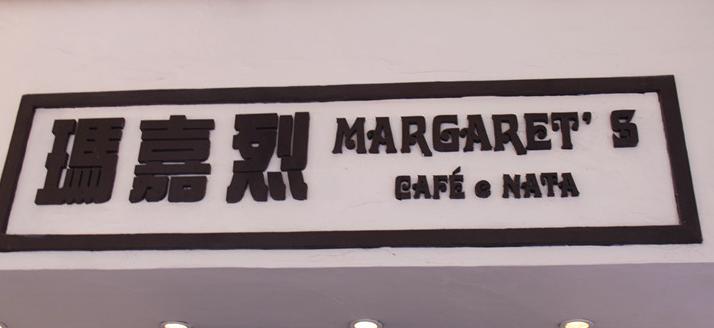 瑪嘉烈
MARGARET'S
CAFÉ e NATA